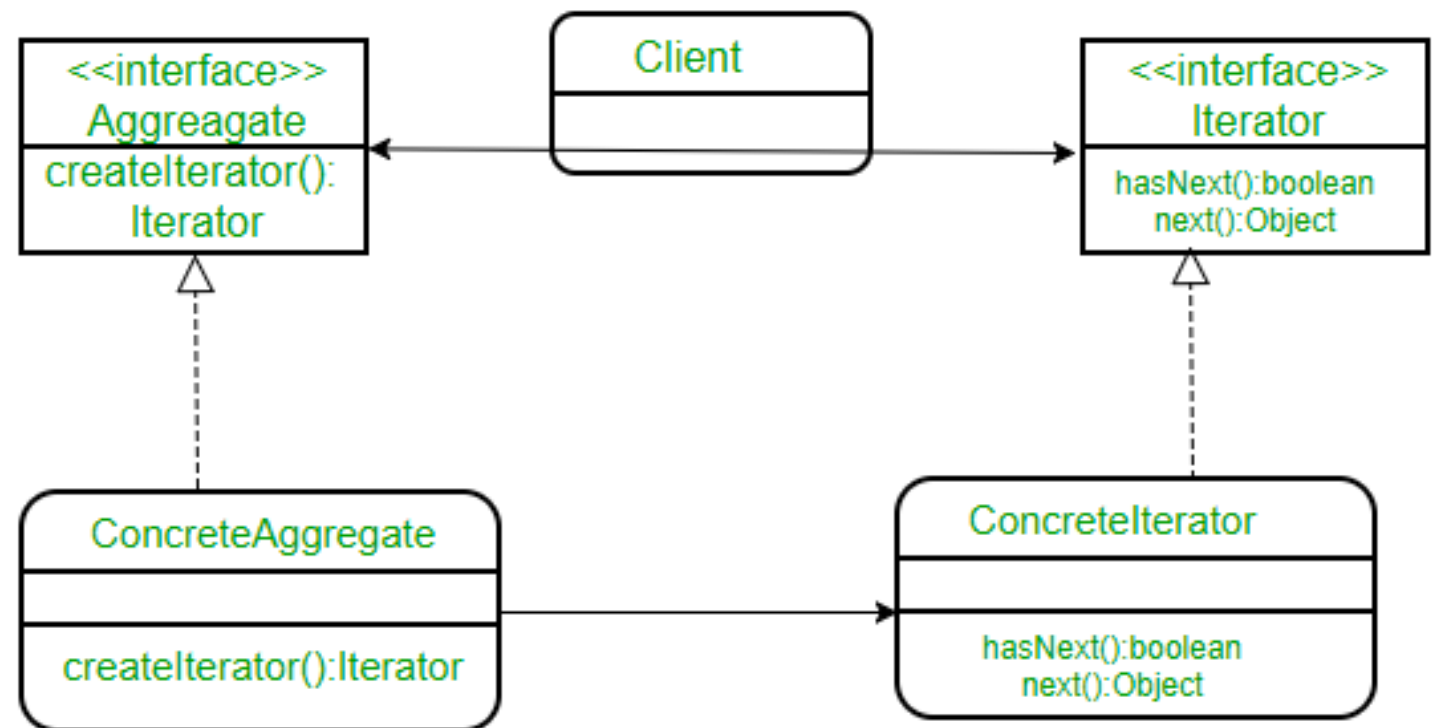 <<interface>>
Aggreagate
createIterator():
Iterator
Client
<<interface>>
Iterator
hasNext():boolean
next():Object
ConcreteAggregate
createIterator():Iterator
ConcreteIterator
hasNext():boolean
next():Object